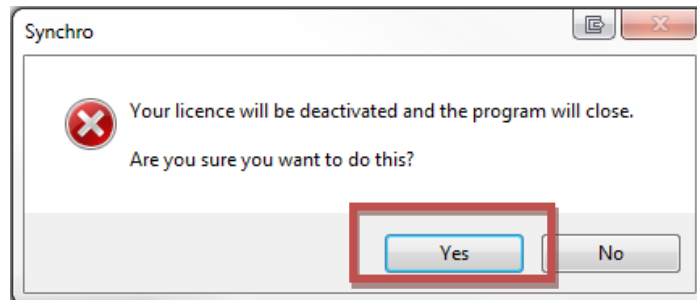 Synchro
Your licence will be deactivated and the program will close.
Are you sure you want to do this?
Yes
No